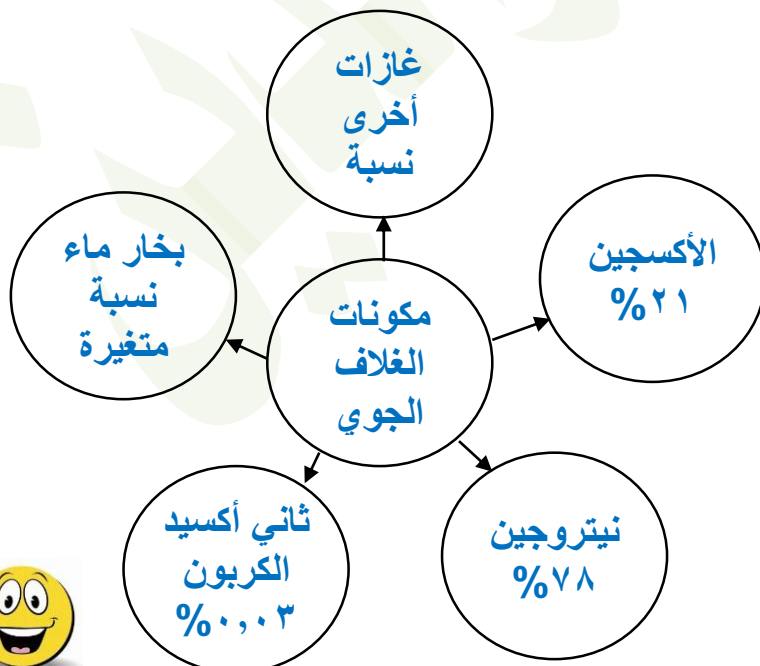 غازات
أخرى
نسبة
الأكسجين
%٢١
بخار ماء
نسبة
متغيرة
مكونات
الغلاف
الجوي
نيتروجين
%٧٨
ثاني أكسيد
الكربون
%٠,٠٣